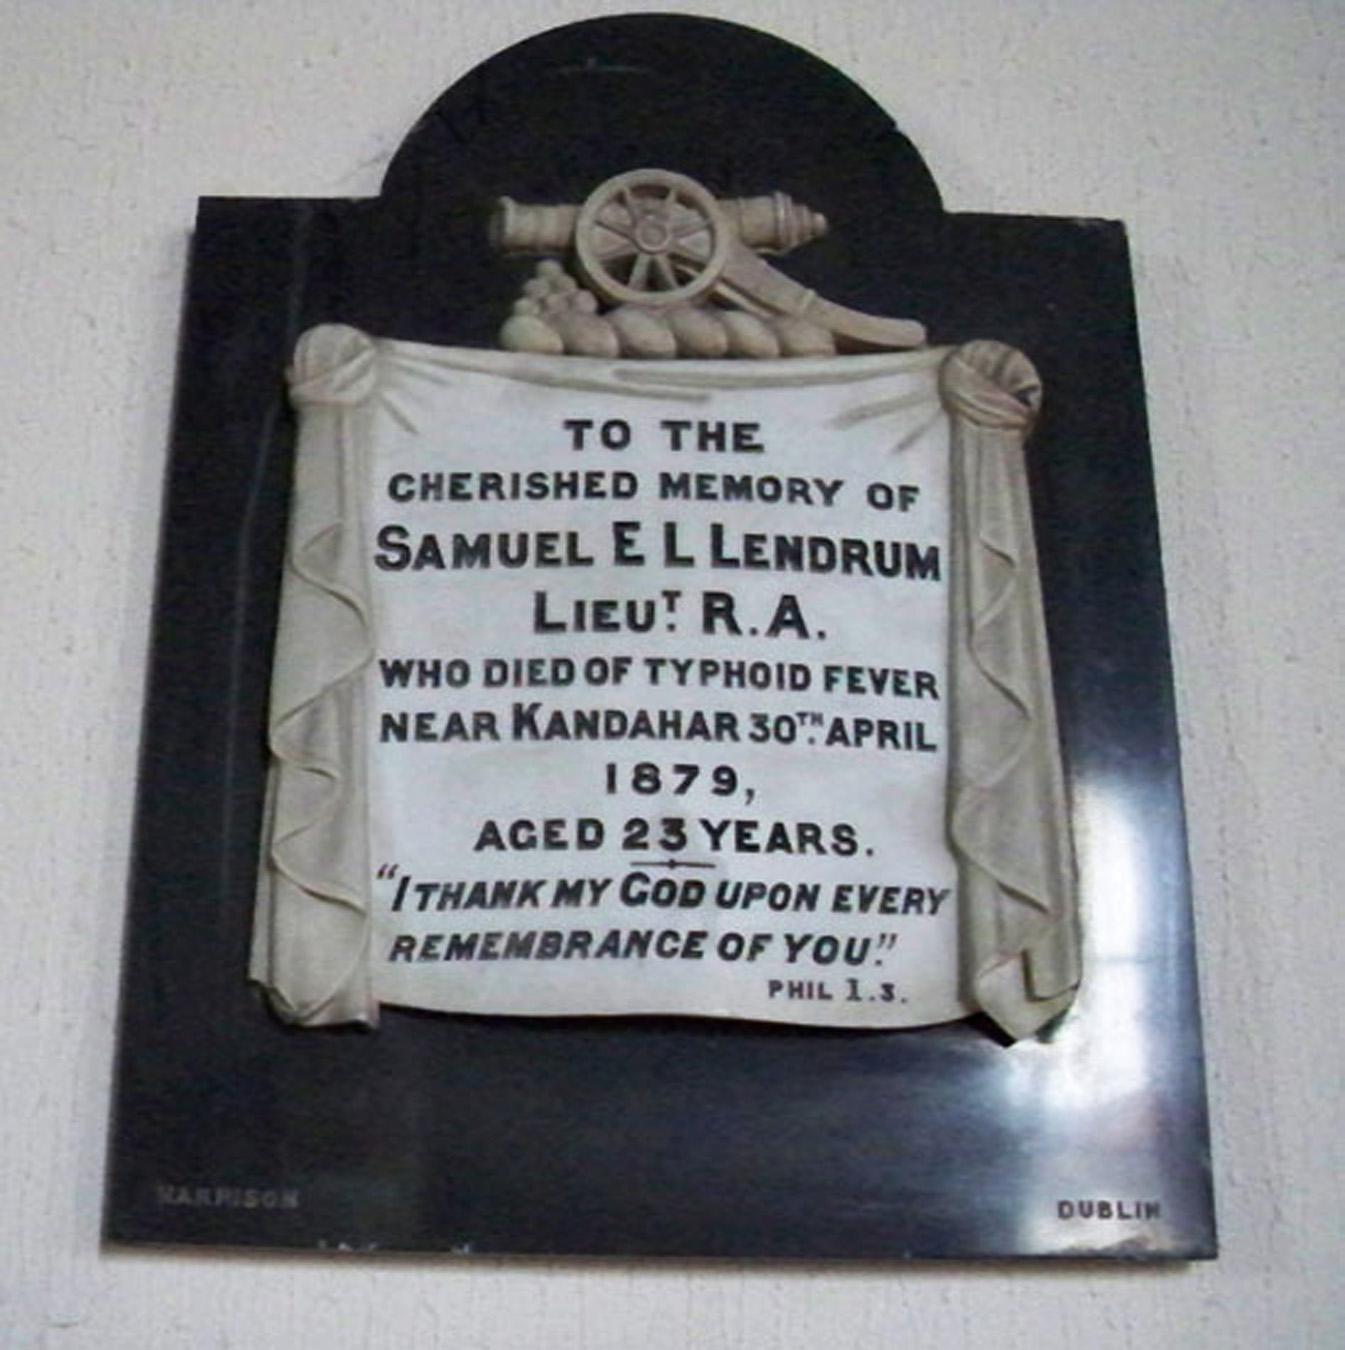 TO THE
CHERISHED MEMORY OF
SAMUEL E L LENDRUM
LIEUT. R.A.
WHO DIED OF TYPHOID FEVER
NEAR KANDAHAR 30TH. APRIL
1879,
AGED 23 YEARS.
"I THANK MY GOD UPON EVERY
REMEMBRANCE OF YOU."
PHIL 1.3.
HARRISON
DUBLIN